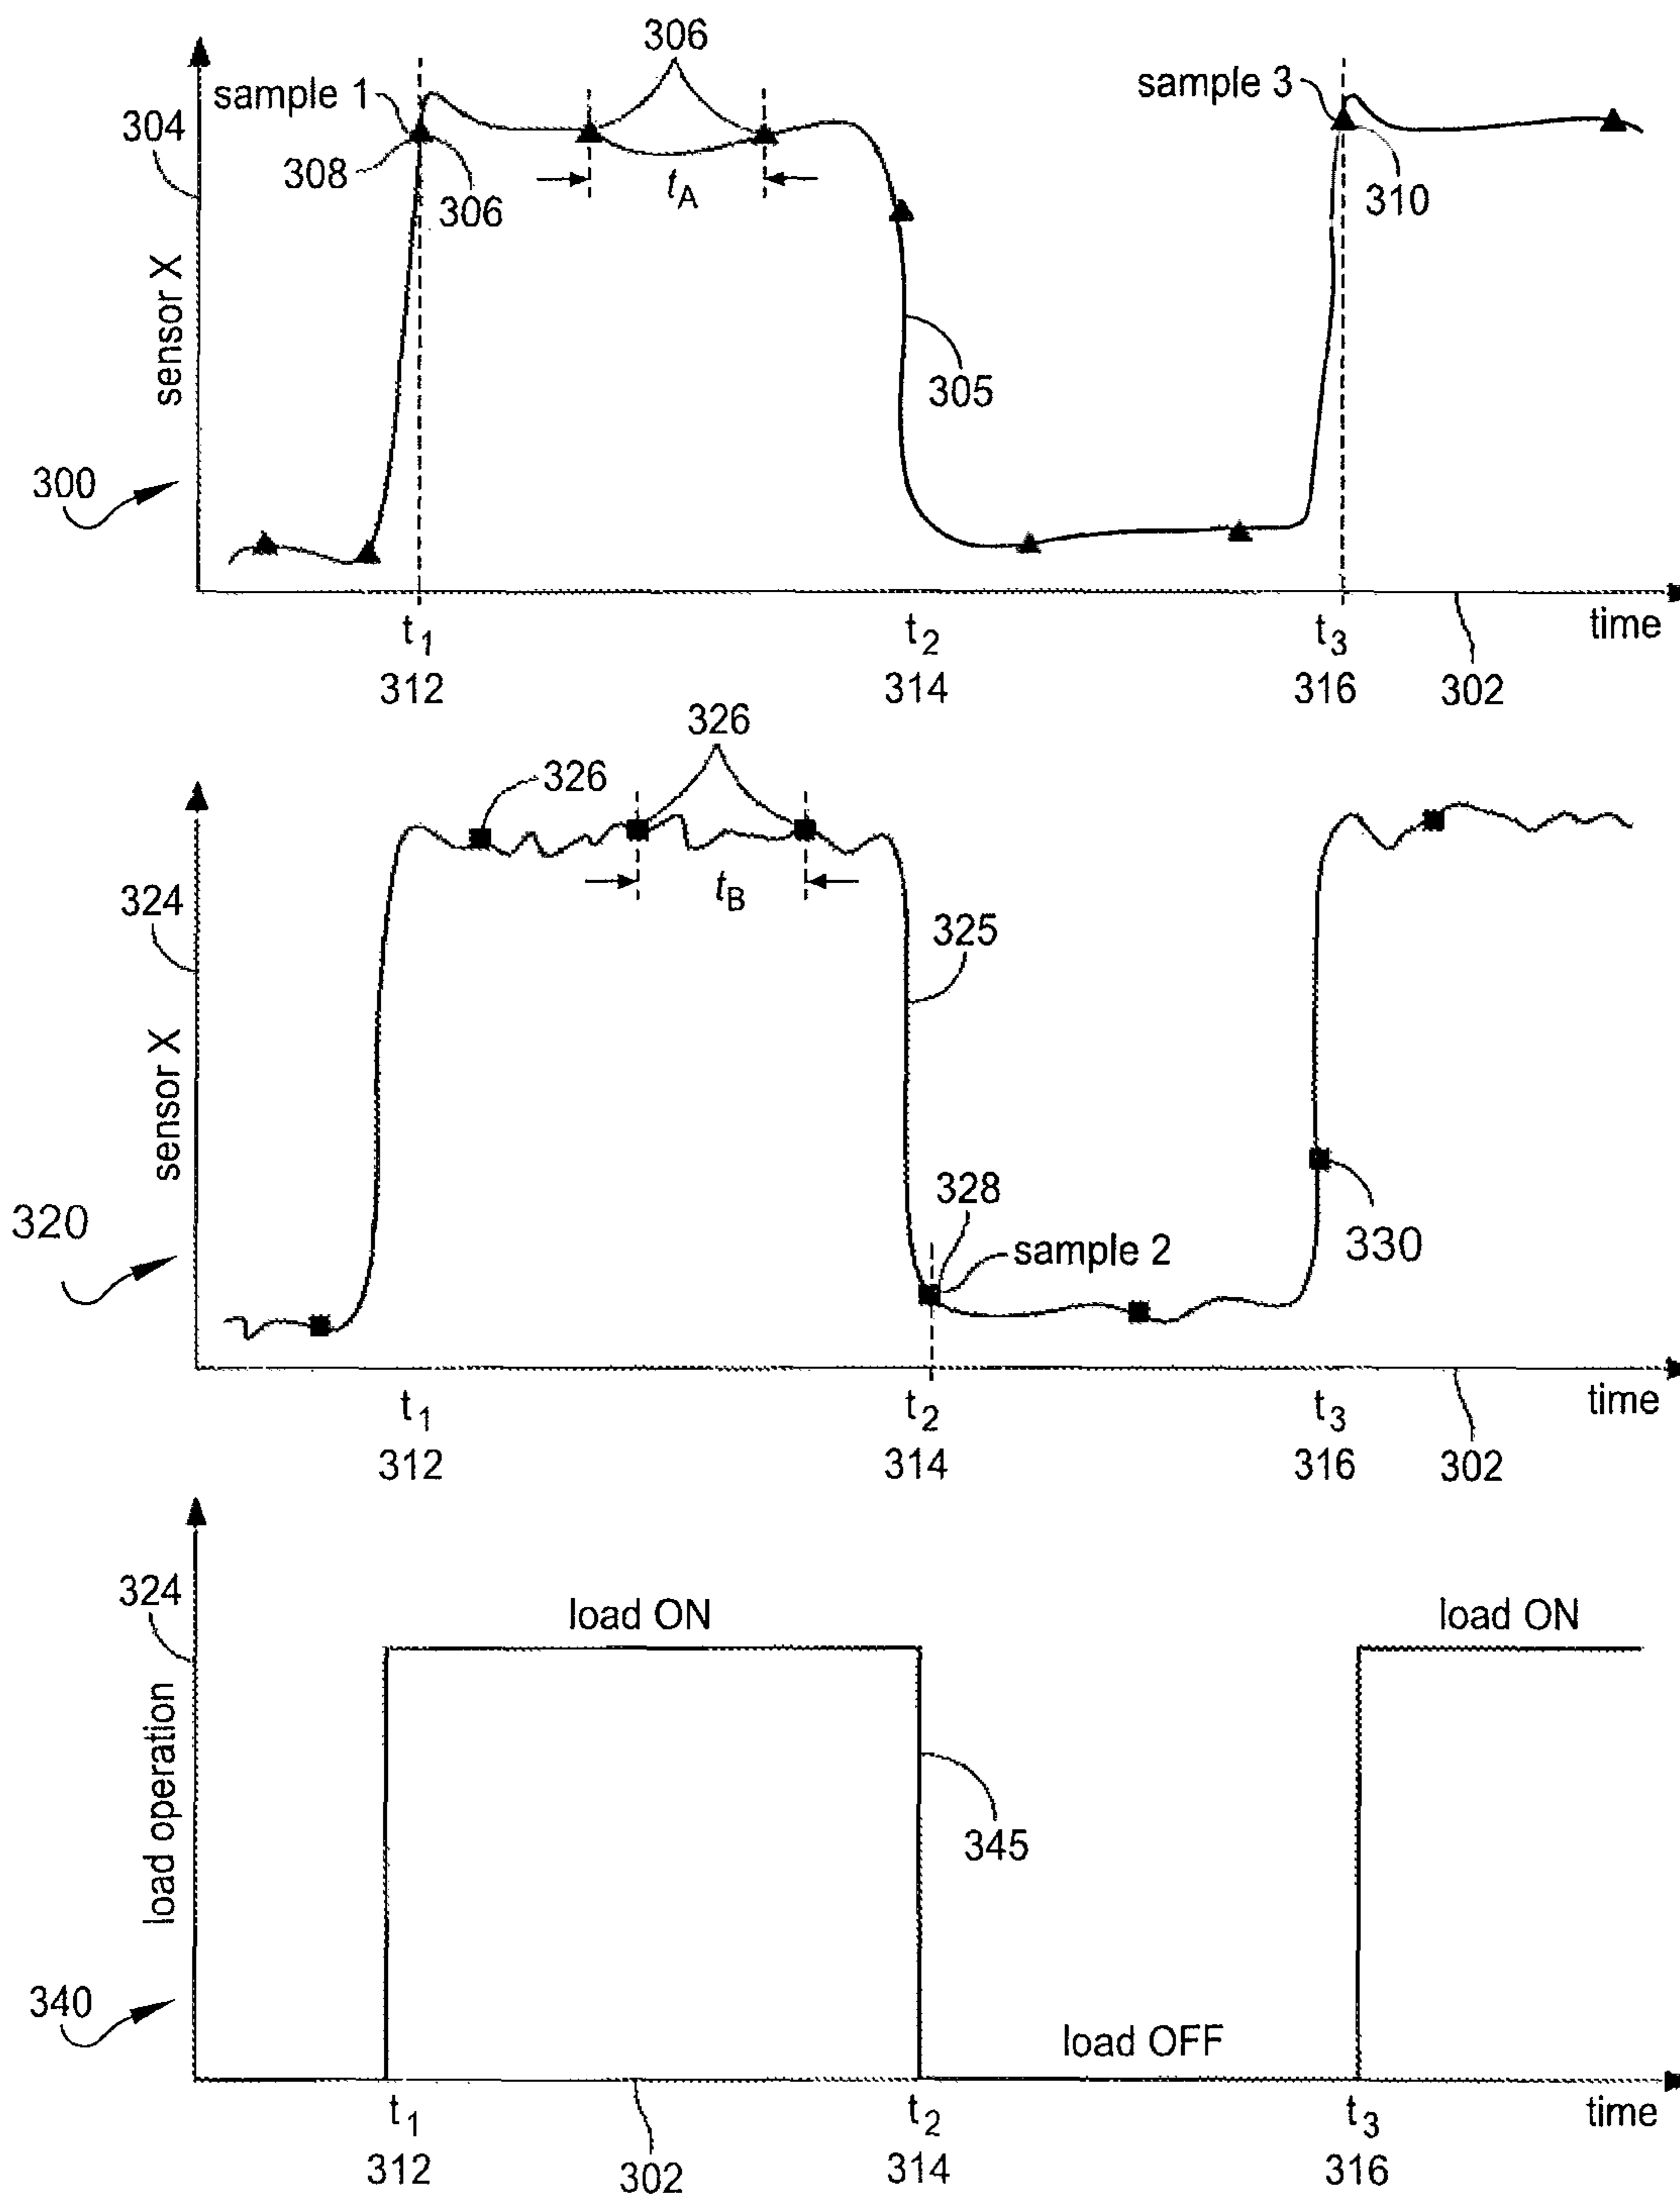 306
sample 1
sample 3
304
308
306
tA
310
sensor X
305
300
t1
t2
t3
time
312
314
316
302
326
326
324
tB
325
sensor X
328
sample 2
320
330
t1
t2
t3
time
312
314
316
302
324
load ON
load ON
load operation
345
340
load OFF
t1
t2
t3
time
312
302
314
316